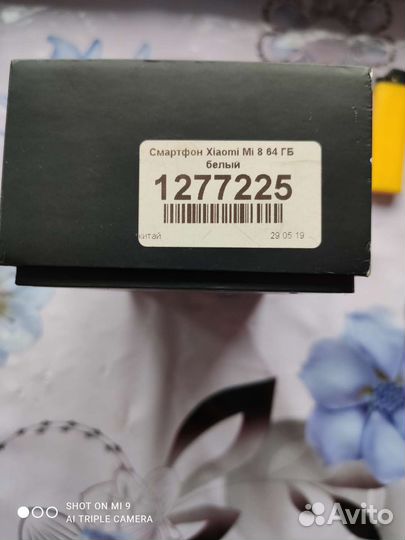 Смартфон Xiaomi Mi 8 64 ГБ
белый
1277225
китай
29.05.19
SHOT ON MI 9
AI TRIPLE CAMERA
Avito